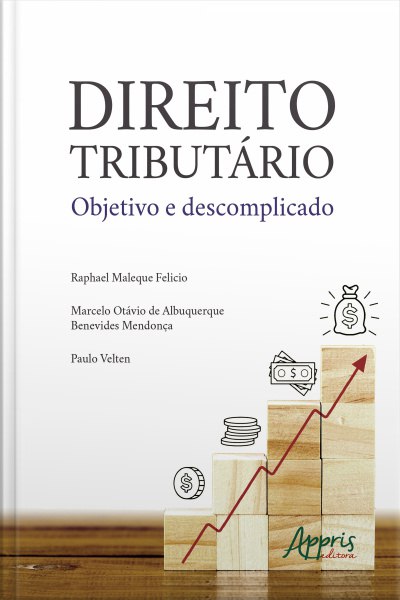 DIREITO
TRIBUTÁRIO
Objetivo e descomplicado
Raphael Maleque Felicio
Marcelo Otávio de Albuquerque
Benevides Mendonça
Paulo Velten
$
$
$
Appris
editora